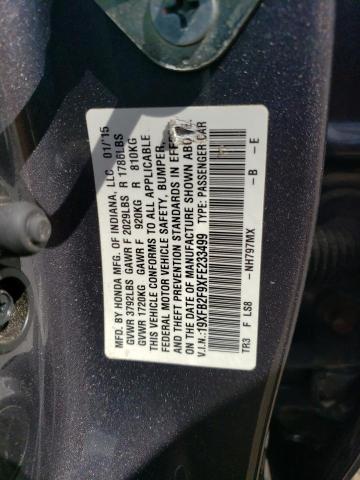 MFG. BY HONDA MFG. OF INDIANA, LLC 01/15
GVWR 3792LBS GAWR F 2029LBS R 1786LBS
GVWR 1720KG GAWR F 920KG R 810KG
THIS VEHICLE CONFORMS TO ALL APPLICABLE
FEDERAL MOTOR VEHICLE SAFETY, BUMPER,
AND THEFT PREVENTION STANDARDS IN EFFECT
ON THE DATE OF MANUFACTURE SHOWN ABOVE
V.I.N.:19XFB2F9XFE233499 TYPE: PASSENGER CAR
TR3 F LS8 -NH797MX -B -E